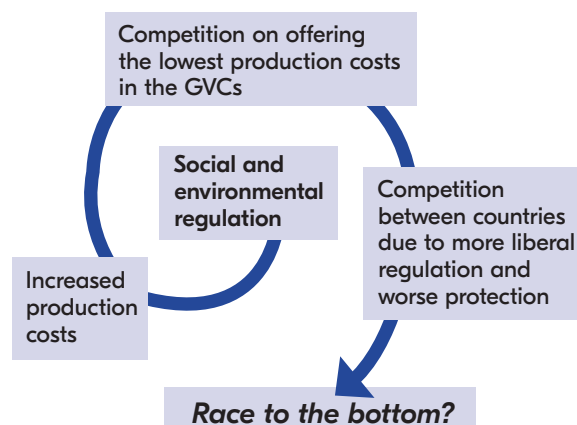 Competition on offering
the lowest production costs
in the GVCs
Social and
environmental
regulation
Competition
between countries
due to more liberal
regulation and
worse protection
Increased
production
costs
Race to the bottom?